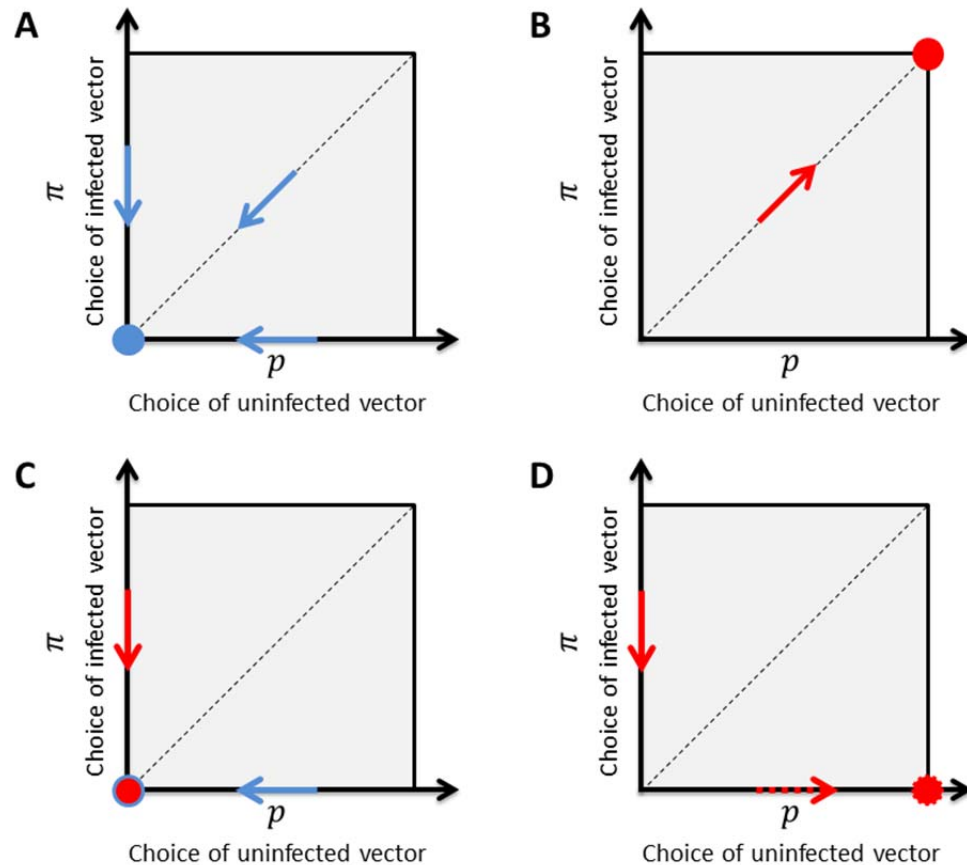 A
π
Choice of infected vector
p
Choice of uninfected vector
B
π
Choice of infected vector
p
Choice of uninfected vector
C
π
Choice of infected vector
p
Choice of uninfected vector
D
π
Choice of infected vector
p
Choice of uninfected vector